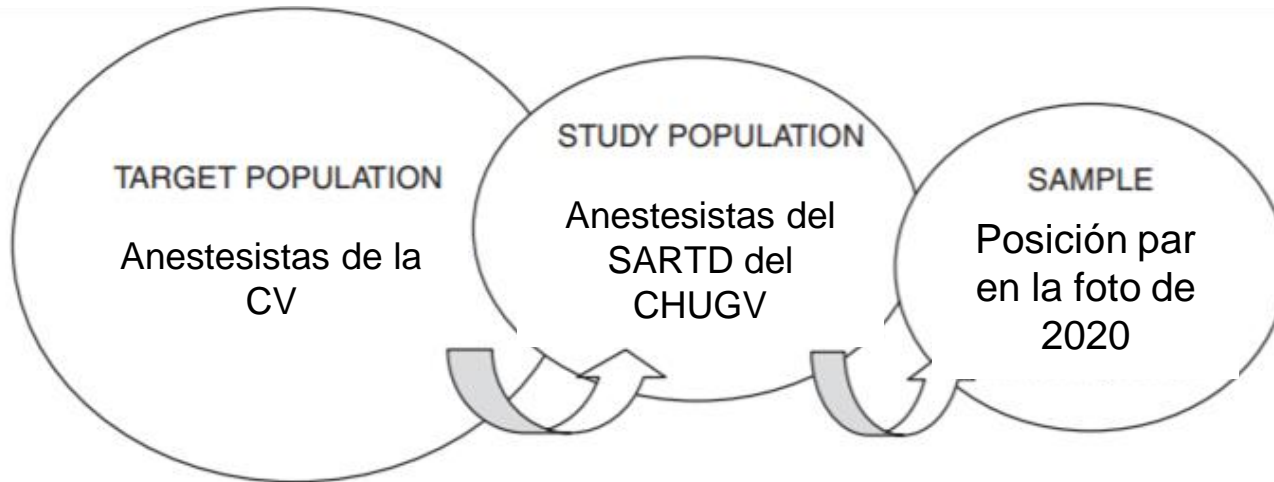 TARGET POPULATION
Anestesistas de la
CV
STUDY POPULATION
Anestesistas del
SARTD del
CHUGV
SAMPLE
Posición par
en la foto de
2020